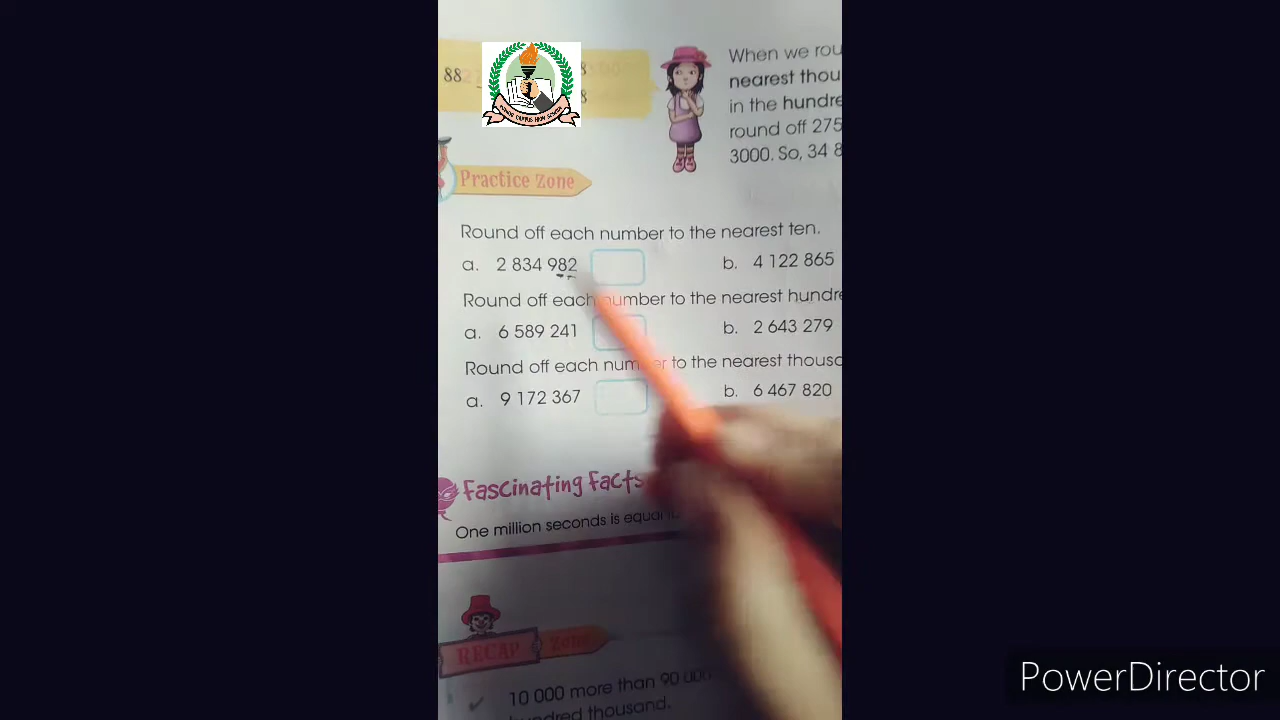 When we rou
nearest thou
in the hundre
round off 275
3000. So, 34 8
Practice Zone
Round off each number to the nearest ten.
a. 2 834 982
b. 4 122 865
Round off each number to the nearest hundre
a. 6 589 241
b. 2 643 279
Round off each number to the nearest thousa
a. 9 172 367
b. 6 467 820
Fascinating Facts
One million seconds is equal
RECAP Zone
10 000 more than 90 000
hundred thousand.
PowerDirector